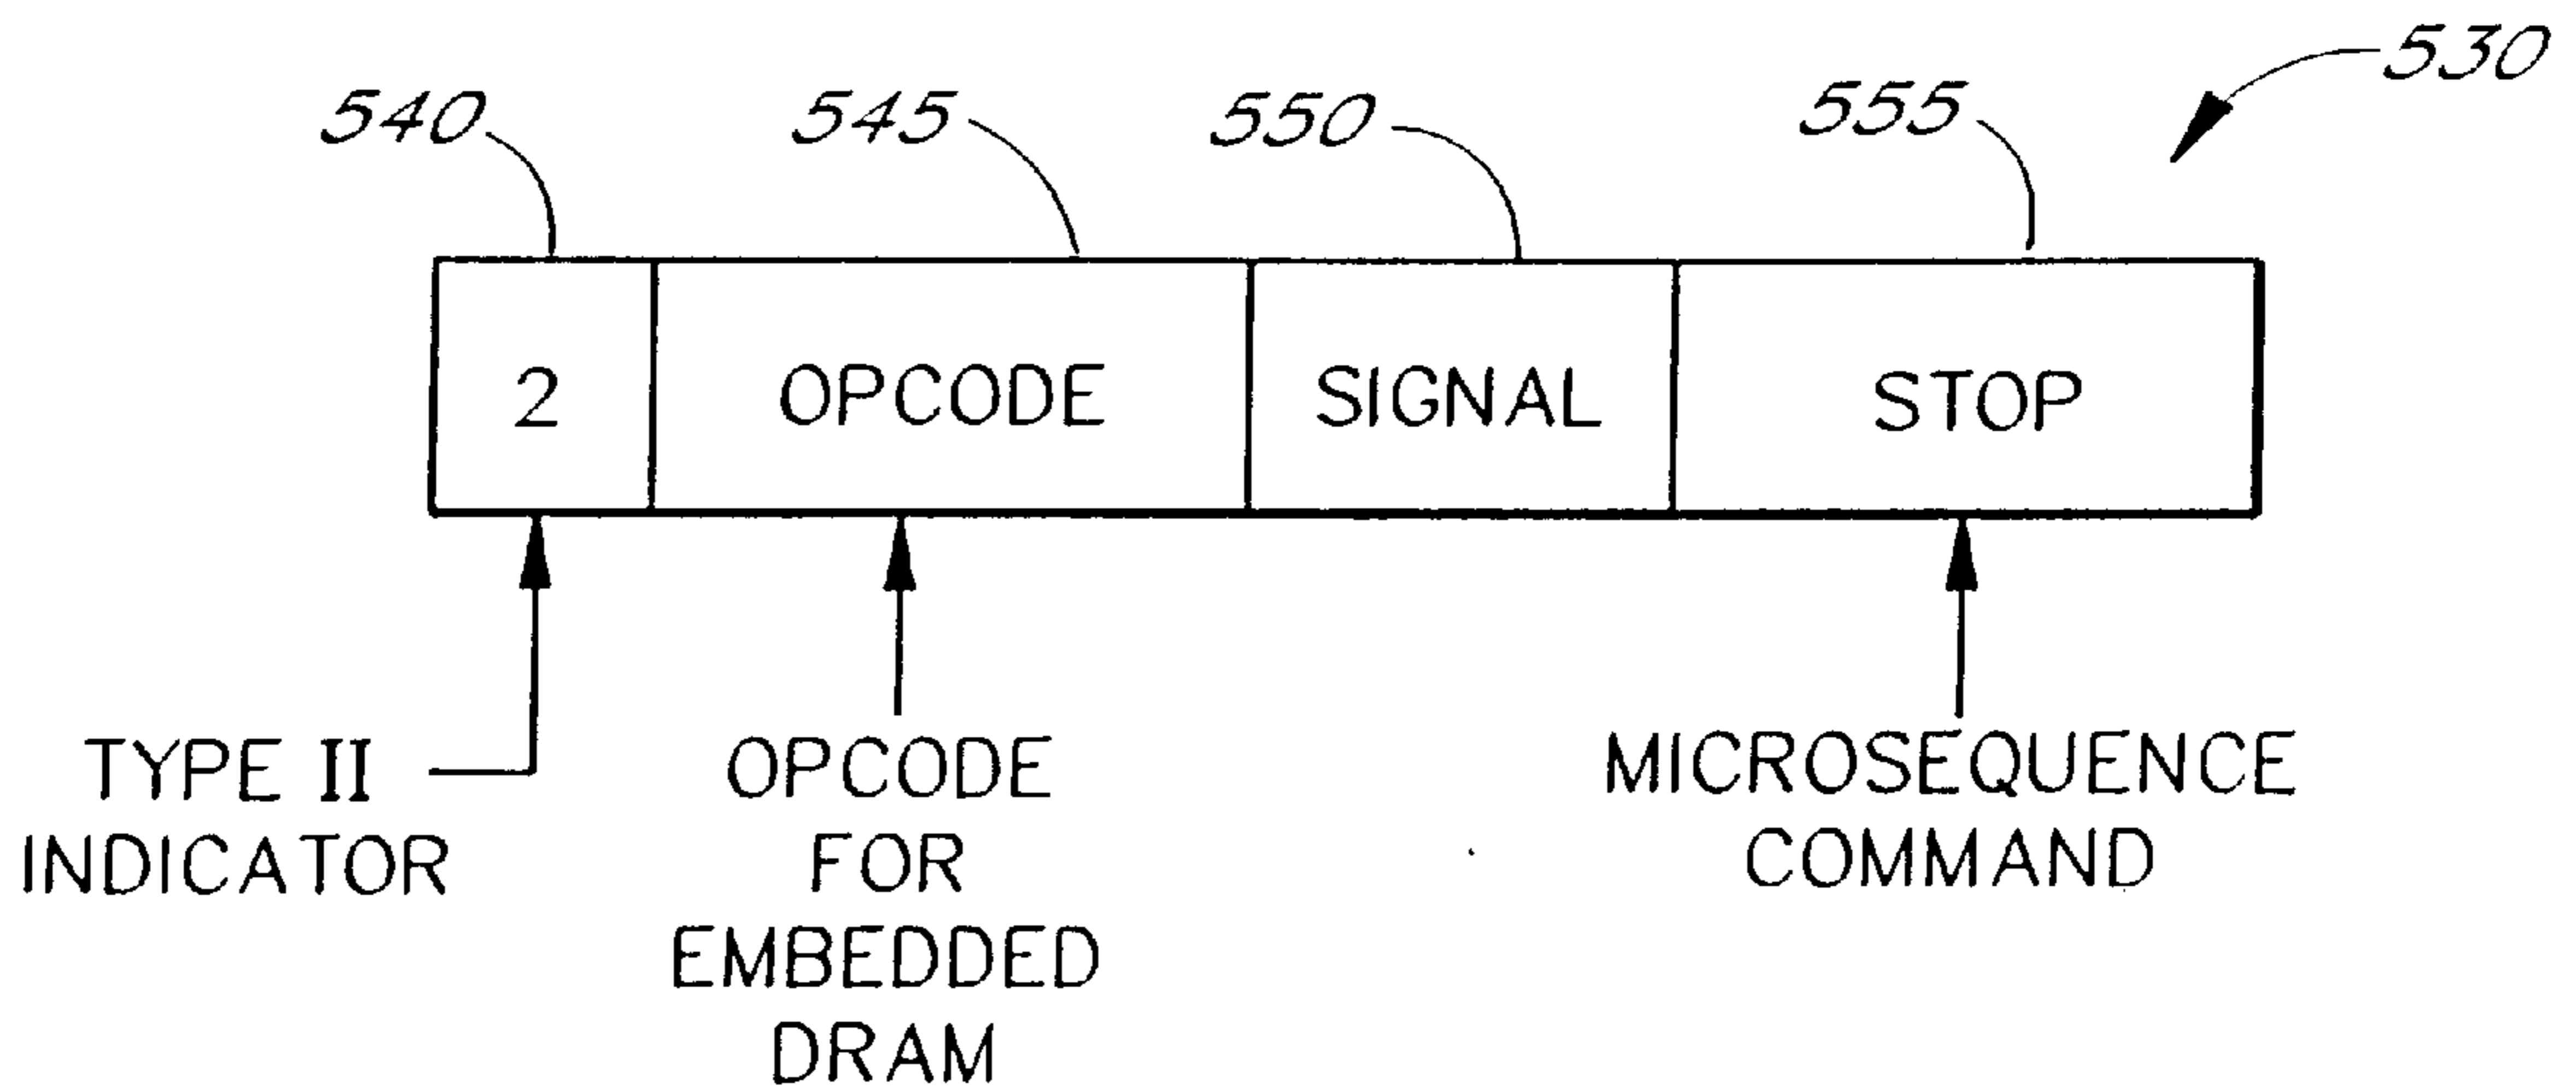 530
540 545 550 555
2 OPCODE SIGNAL STOP
TYPE II
INDICATOR
OPCODE
FOR
EMBEDDED
DRAM
MICROSEQUENCE
COMMAND